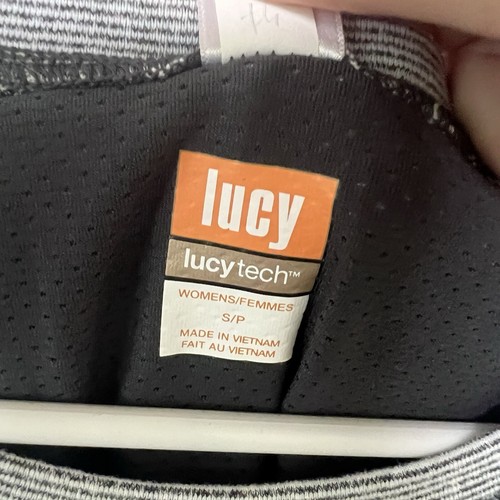 lucy
lucytech™
WOMENS/FEMMES
S/P
MADE IN VIETNAM
FAIT AU VIETNAM